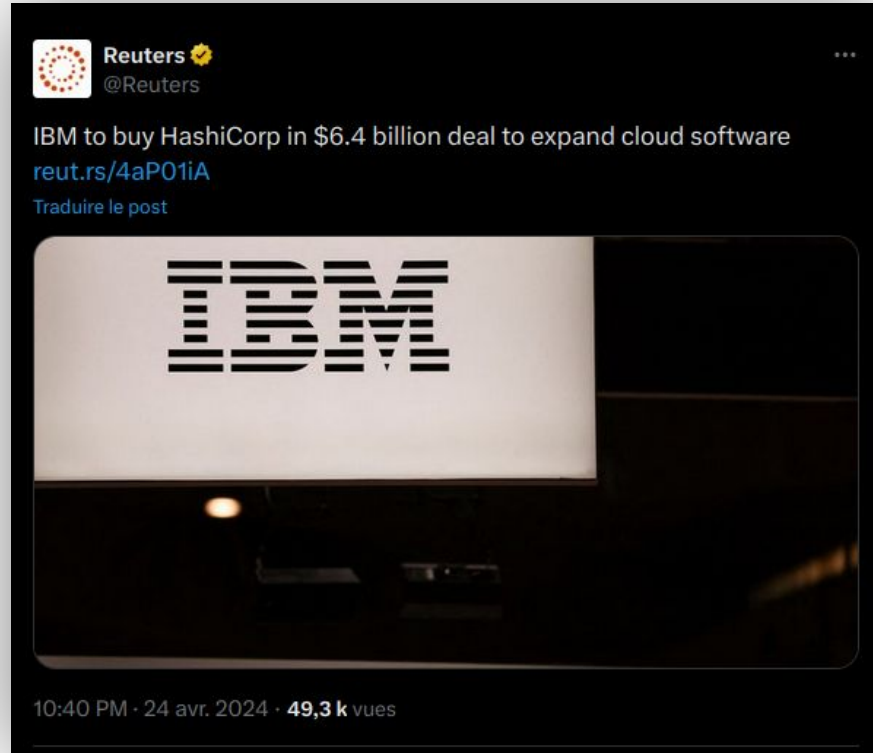 Reuters
@Reuters
IBM to buy HashiCorp in $6.4 billion deal to expand cloud software
reut.rs/4aP01iA
Traduire le post
IBM
10:40 PM · 24 avr. 2024 · 49,3 k vues